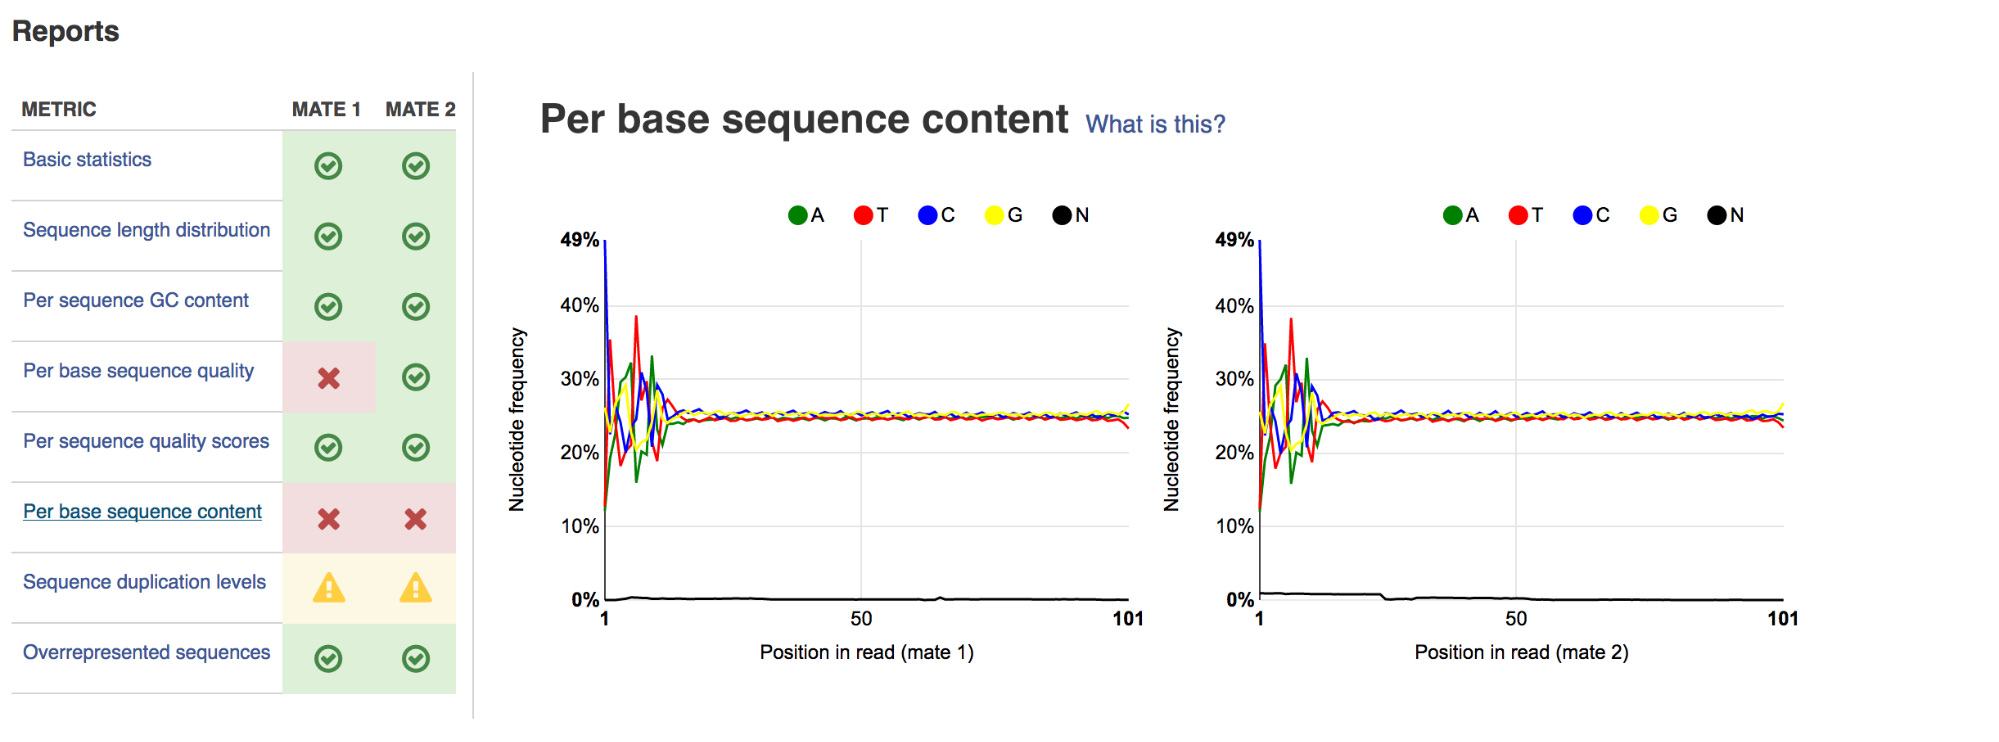 Reports
METRIC MATE 1 MATE 2
Basic statistics
Sequence length distribution
Per sequence GC content
Per base sequence quality
Per sequence quality scores
Per base sequence content
Sequence duplication levels
Overrepresented sequences
Per base sequence content What is this?
A T C G N
49%
40%
30%
20%
10%
0%
1 50 101
Nucleotide frequency
Position in read (mate 1)
A T C G N
49%
40%
30%
20%
10%
0%
1 50 101
Nucleotide frequency
Position in read (mate 2)